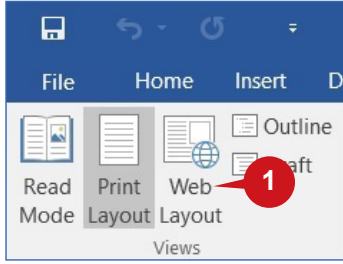 File Home Insert D
Outline
Read Print Web 1 aft
Mode Layout Layout
Views